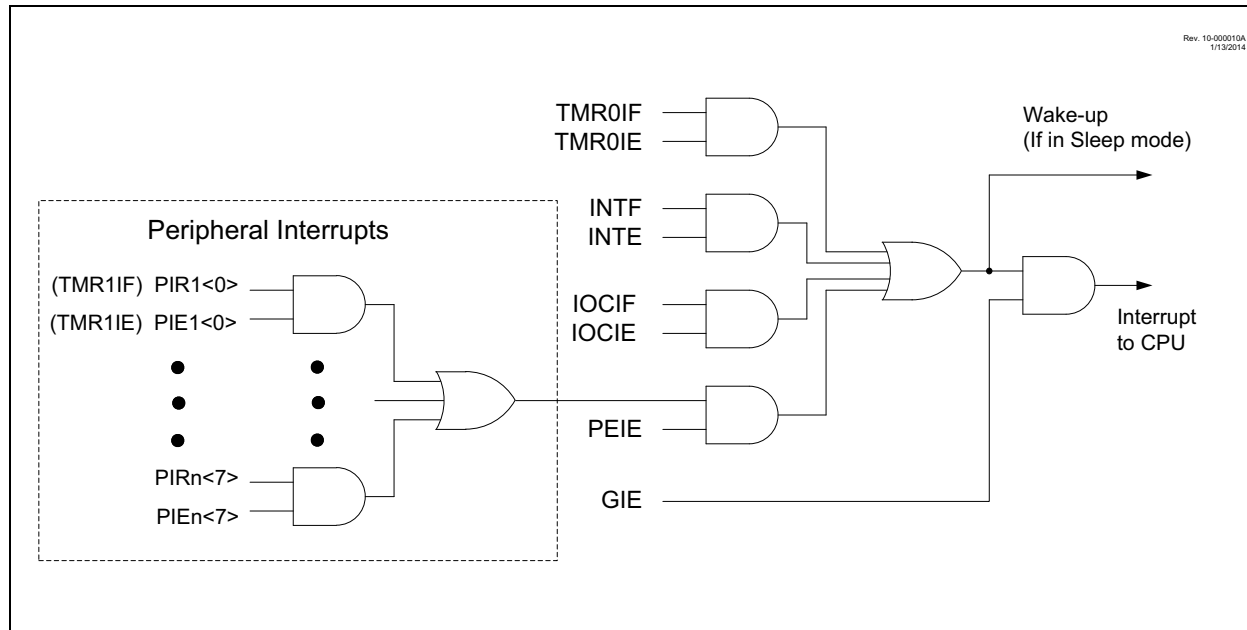 Rev. 10-000010A
1/13/2014
TMR0IF
TMR0IE
Wake-up
(If in Sleep mode)
INTF
INTE
Peripheral Interrupts
(TMR1IF) PIR1<0>
(TMR1IE) PIE1<0>
IOCIF
IOCIE
Interrupt
to CPU
PEIE
PIRn<7>
PIEn<7>
GIE